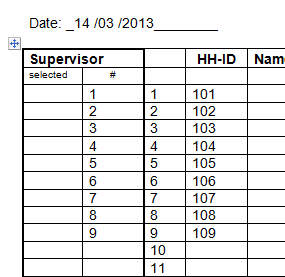 Date: _14 /03 /2013________
Supervisor HH-ID Nam
selected #
1 1 101
2 2 102
3 3 103
4 4 104
5 5 105
6 6 106
7 7 107
8 8 108
9 9 109
10
11